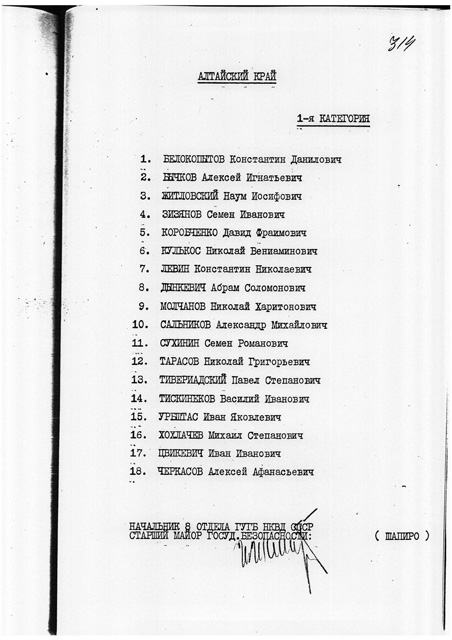 314
АЛТАЙСКИЙ КРАЙ
1-я КАТЕГОРИЯ
1. БЕЛОКОПЫТОВ Константин Данилович
2. БЫЧКОВ Алексей Игнатьевич
3. ЖИТЛОВСКИЙ Наум Иосифович
4. ЗИЗЯНОВ Семен Иванович
5. КОРОБЧЕНКО Давид Фраимович
6. КУЛЬКОС Николай Вениаминович
7. ЛЕВИН Константин Николаевич
8. ДЫНКЕВИЧ Абрам Соломонович
9. МОЛЧАНОВ Николай Харитонович
10. САЛЬНИКОВ Александр Михайлович
11. СУХИНИН Семен Романович
12. ТАРАСОВ Николай Григорьевич
13. ТИВЕРИАДСКИЙ Павел Степанович
14. ТИСКИНЕКОВ Василий Иванович
15. УРБШТАС Иван Яковлевич
16. ХОХЛАЧЕВ Михаил Степанович
17. ЦВИКЕВИЧ Иван Иванович
18. ЧЕРКАСОВ Алексей Афанасьевич
НАЧАЛЬНИК 8 ОТДЕЛА ГУГБ НКВД СССР
СТАРШИЙ МАЙОР ГОСУД.БЕЗОПАСНОСТИ: ( ШАПИРО )